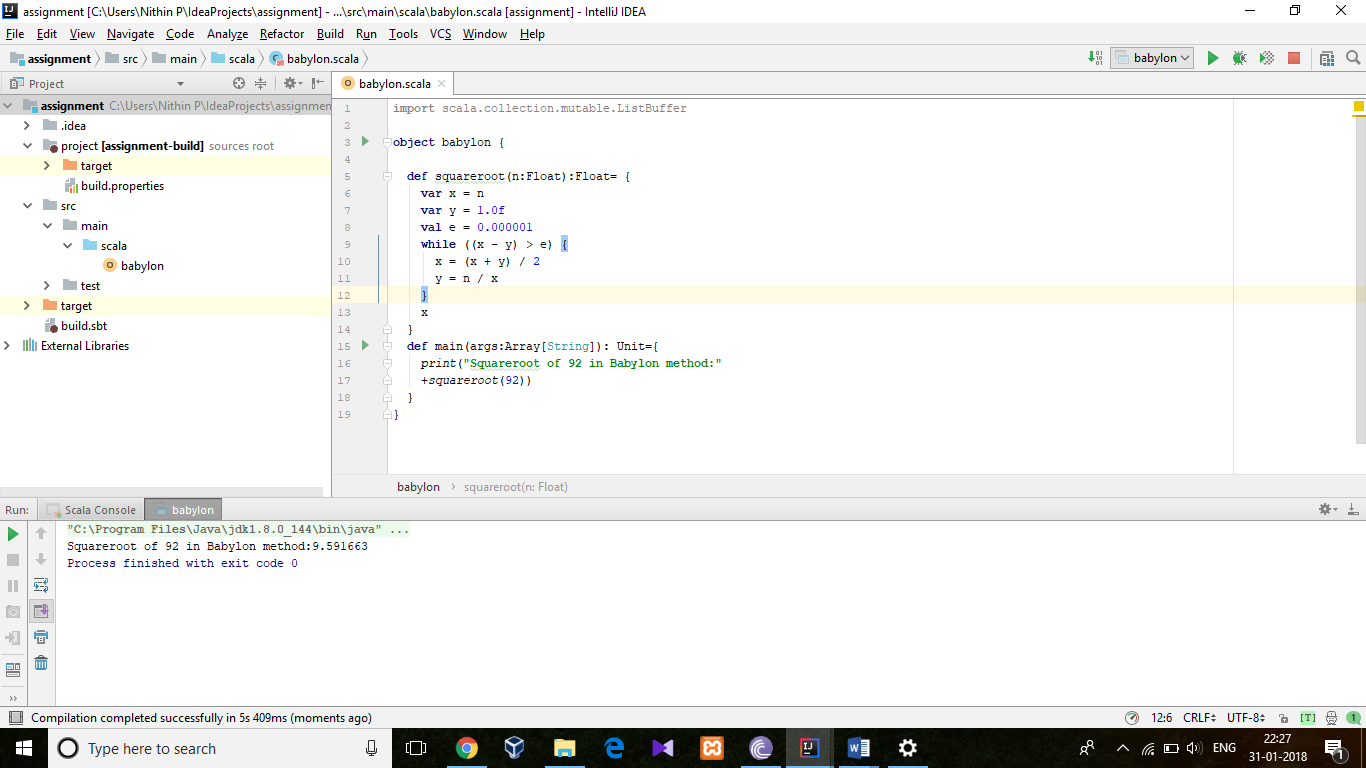 assignment [C:\Users\Nithin P\IdeaProjects\assignment] - ...\src\main\scala\babylon.scala [assignment] - IntelliJ IDEA
File Edit View Navigate Code Analyze Refactor Build Run Tools VCS Window Help
assignment src main scala babylon.scala babylon
Project
babylon.scala
assignment C:\Users\Nithin P\IdeaProjects\assignmen
.idea
project [assignment-build] sources root
target
build.properties
src
main
scala
babylon
test
target
build.sbt
External Libraries
1 import scala.collection.mutable.ListBuffer
2
3 object babylon {
4
5 def squareroot(n:Float):Float= {
6 var x = n
7 var y = 1.0f
8 val e = 0.000001
9 while ((x - y) > e) {
10 x = (x + y) / 2
11 y = n / x
12 }
13 x
14 }
15 def main(args:Array[String]): Unit={
16 print("Squareroot of 92 in Babylon method:"
17 +squareroot(92))
18 }
19 }
babylon squareroot(n: Float)
Run: Scala Console babylon
"C:\Program Files\Java\jdk1.8.0_144\bin\java" ...
Squareroot of 92 in Babylon method:9.591663
Process finished with exit code 0
Compilation completed successfully in 5s 409ms (moments ago) 12:6 CRLF UTF-8 [T] 1
Type here to search ENG 22:27
31-01-2018 1